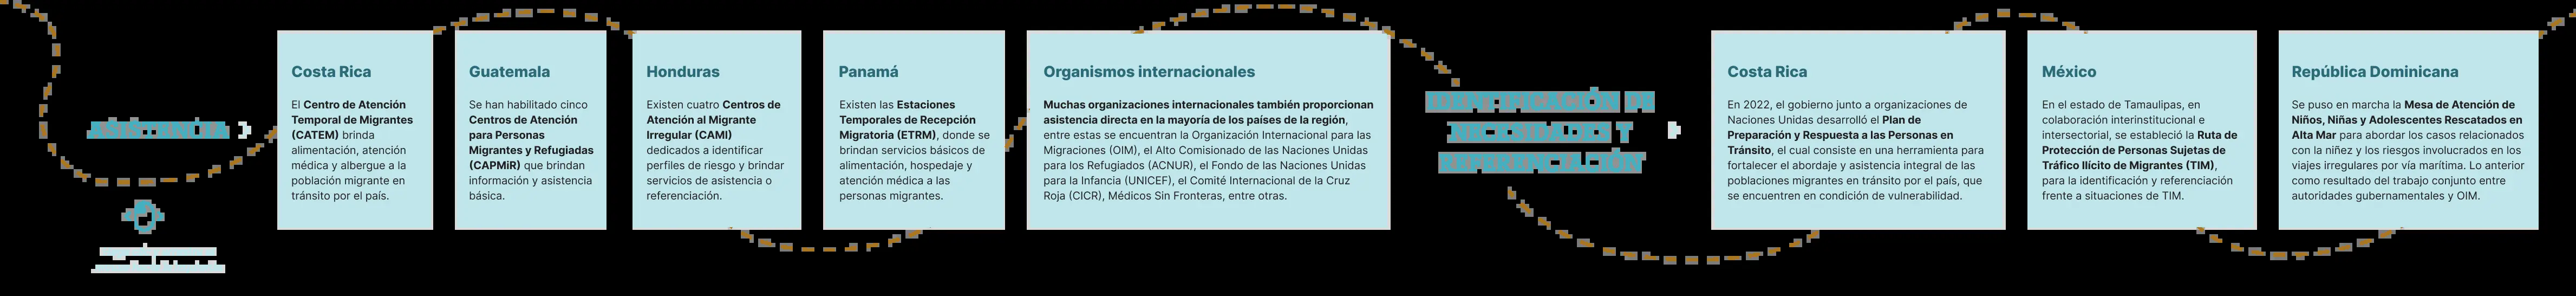 ASISTENCIA
Costa Rica
El Centro de Atención
Temporal de Migrantes
(CATEM) brinda
alimentación, atención
médica y albergue a la
población migrante en
tránsito por el país.
Guatemala
Se han habilitado cinco
Centros de Atención
para Personas
Migrantes y Refugiadas
(CAPMiR) que brindan
información y asistencia
básica.
Honduras
Existen cuatro Centros de
Atención al Migrante
Irregular (CAMI)
dedicados a identificar
perfiles de riesgo y brindar
servicios de asistencia o
referenciación.
Panamá
Existen las Estaciones
Temporales de Recepción
Migratoria (ETRM), donde se
brindan servicios básicos de
alimentación, hospedaje y
atención médica a las
personas migrantes.
Organismos internacionales
Muchas organizaciones internacionales también proporcionan
asistencia directa en la mayoría de los países de la región,
entre estas se encuentran la Organización Internacional para las
Migraciones (OIM), el Alto Comisionado de las Naciones Unidas
para los Refugiados (ACNUR), el Fondo de las Naciones Unidas
para la Infancia (UNICEF), el Comité Internacional de la Cruz
Roja (CICR), Médicos Sin Fronteras, entre otras.
IDENTIFICACIÓN DE
NECESIDADES Y
REFERENCIACIÓN
Costa Rica
En 2022, el gobierno junto a organizaciones de
Naciones Unidas desarrolló el Plan de
Preparación y Respuesta a las Personas en
Tránsito, el cual consiste en una herramienta para
fortalecer el abordaje y asistencia integral de las
poblaciones migrantes en tránsito por el país, que
se encuentren en condición de vulnerabilidad.
México
En el estado de Tamaulipas, en
colaboración interinstitucional e
intersectorial, se estableció la Ruta de
Protección de Personas Sujetas de
Tráfico Ilícito de Migrantes (TIM),
para la identificación y referenciación
frente a situaciones de TIM.
República Dominicana
Se puso en marcha la Mesa de Atención de
Niños, Niñas y Adolescentes Rescatados en
Alta Mar para abordar los casos relacionados
con la niñez y los riesgos involucrados en los
viajes irregulares por vía marítima. Lo anterior
como resultado del trabajo conjunto entre
autoridades gubernamentales y OIM.